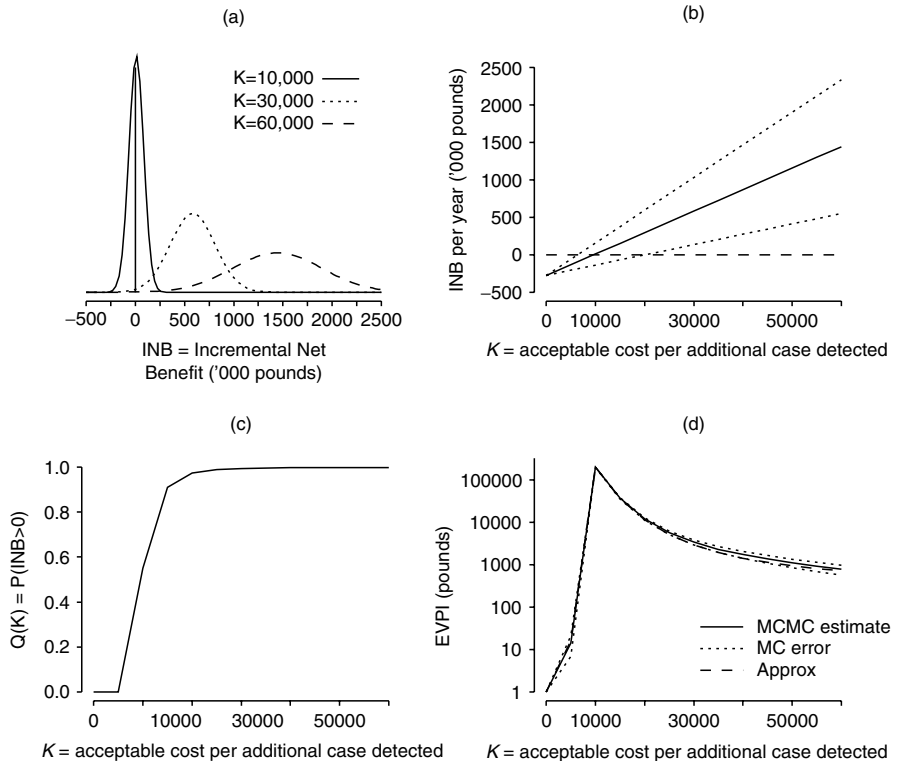 (a)
K=10,000
K=30,000
K=60,000
−500 0 500 1000 1500 2000 2500
INB = Incremental Net
Benefit ('000 pounds)
(b)
INB per year ('000 pounds)
2500
2000
1500
1000
500
0
−500
0 10000 30000 50000
K = acceptable cost per additional case detected
(c)
Q(K) = P(INB>0)
1.0
0.8
0.6
0.4
0.2
0.0
0 10000 30000 50000
K = acceptable cost per additional case detected
(d)
EVPI (pounds)
100000
10000
1000
100
10
1
MCMC estimate
MC error
Approx
0 10000 30000 50000
K = acceptable cost per additional case detected